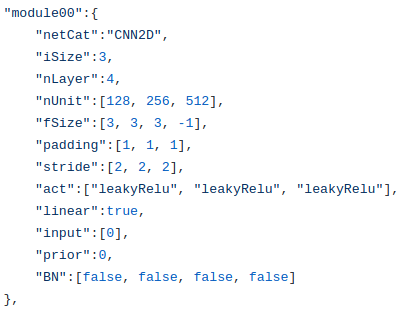 "module00":{
    "netCat":"CNN2D",
    "iSize":3,
    "nLayer":4,
    "nUnit":[128, 256, 512],
    "fSize":[3, 3, 3, -1],
    "padding":[1, 1, 1],
    "stride":[2, 2, 2],
    "act":["leakyRelu", "leakyRelu", "leakyRelu"],
    "linear":true,
    "input":[0],
    "prior":0,
    "BN":[false, false, false, false]
},